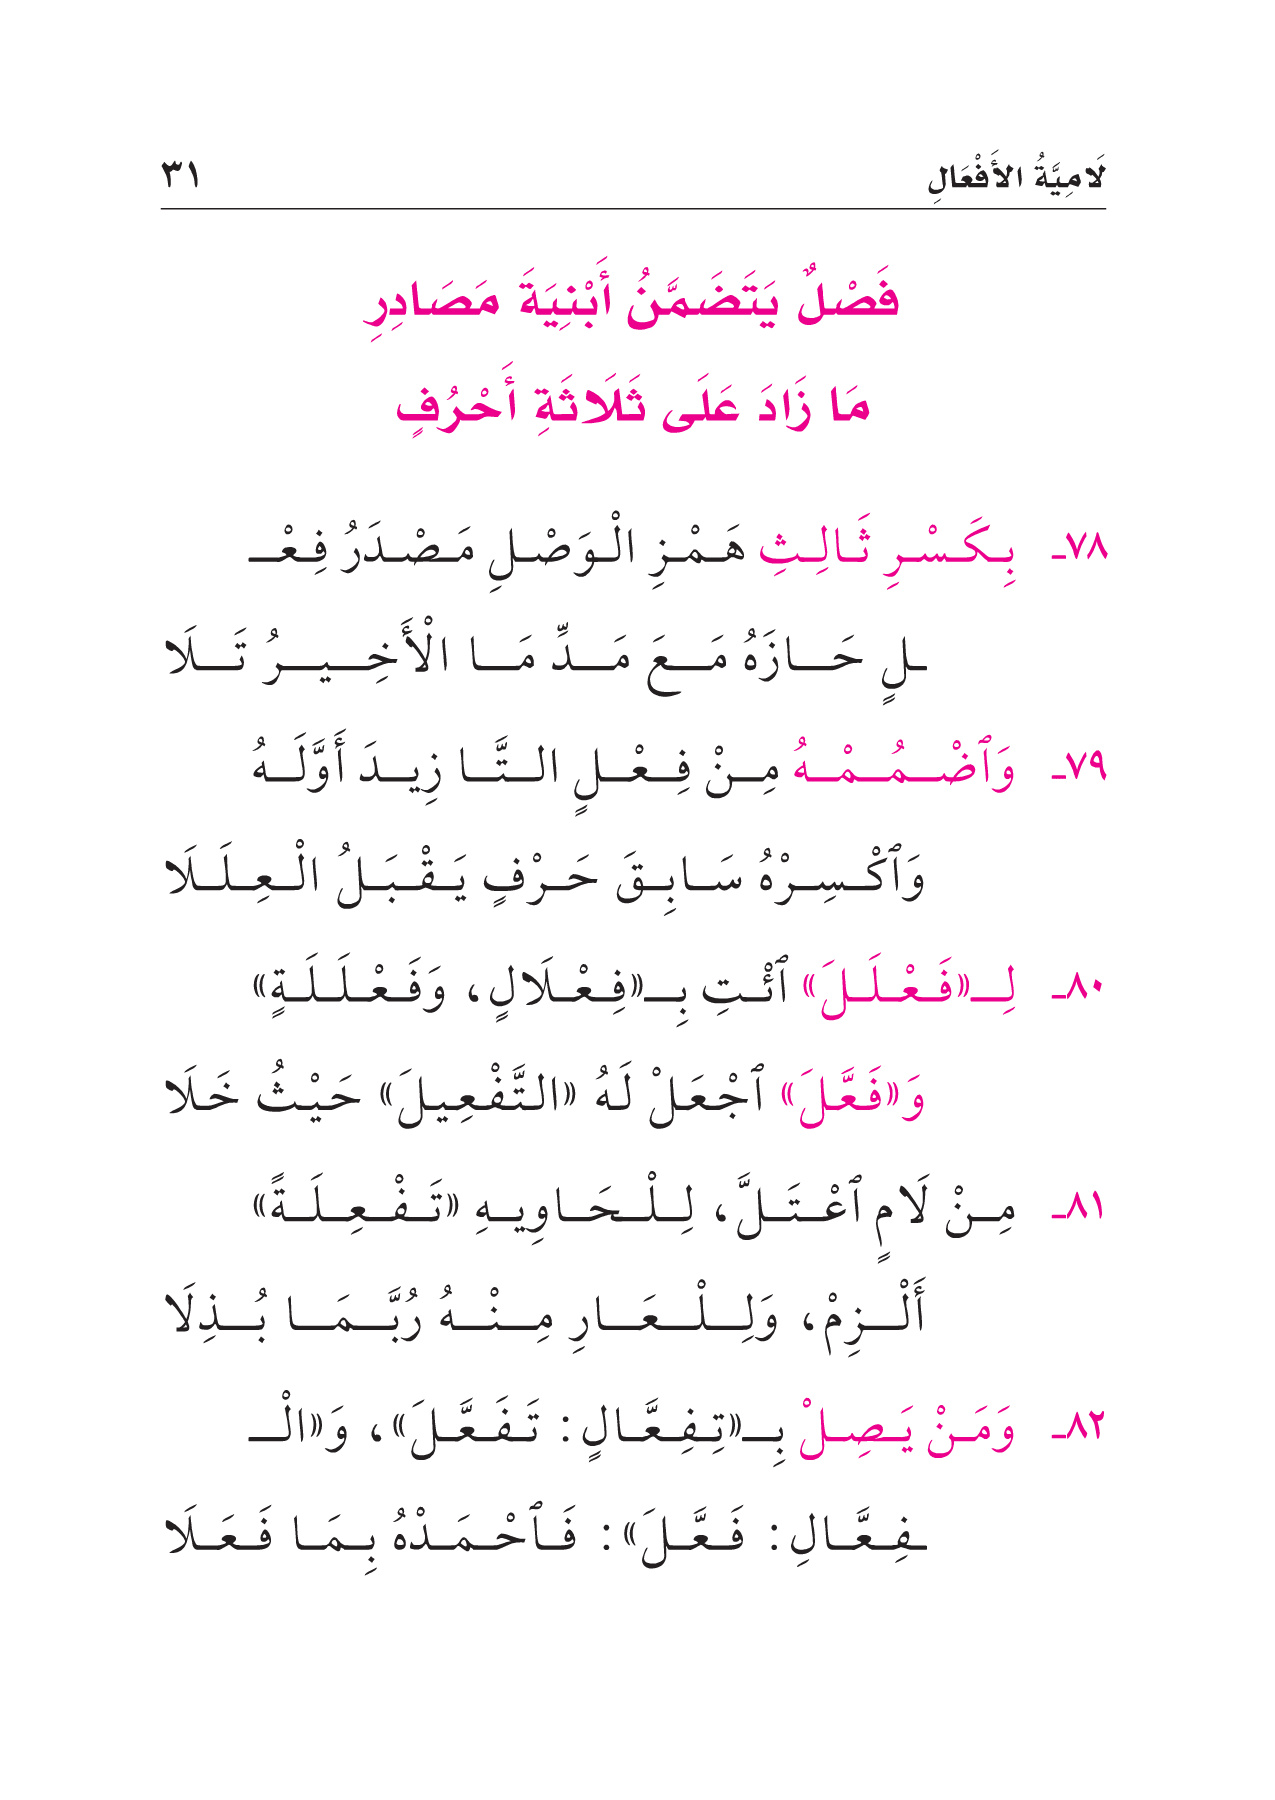 لَامِيَّةُ الأَفْعَالِ ٣١
فَصْلٌ يَتَضَمَّنُ أَبْنِيَةَ مَصَادِرِ
مَا زَادَ عَلَى ثَلَاثَةِ أَحْرُفٍ
٧٨ـ بِكَسْرِ ثَالِثِ هَمْزِ الْوَصْلِ مَصْدَرُ فِعْـ
ـلٍ حَازَهُ مَعَ مَدِّ مَا الْأَخِيرُ تَلَا
٧٩ـ وَٱضْمُمْهُ مِنْ فِعْلٍ التَّا زِيدَ أَوَّلَهُ
وَٱكْسِرْهُ سَابِقَ حَرْفٍ يَقْبَلُ الْعِلَلَا
٨٠ـ لِـ«فَعْلَلَ» ٱئْتِ بِـ«فِعْلَالٍ، وَفَعْلَلَةٍ»
وَ«فَعَّلَ» ٱجْعَلْ لَهُ «التَّفْعِيلَ» حَيْثُ خَلَا
٨١ـ مِنْ لَامٍ ٱعْتَلَّ، لِلْحَاوِيهِ «تَفْعِلَةً»
أَلْزِمْ، وَلِلْعَارِ مِنْهُ رُبَّمَا بُذِلَا
٨٢ـ وَمَنْ يَصِلْ بِـ«تِفِعَّالٍ: تَفَعَّلَ»، وَ«الْـ
ـفِعَّالِ: فَعَّلَ»: فَٱحْمَدْهُ بِمَا فَعَلَا